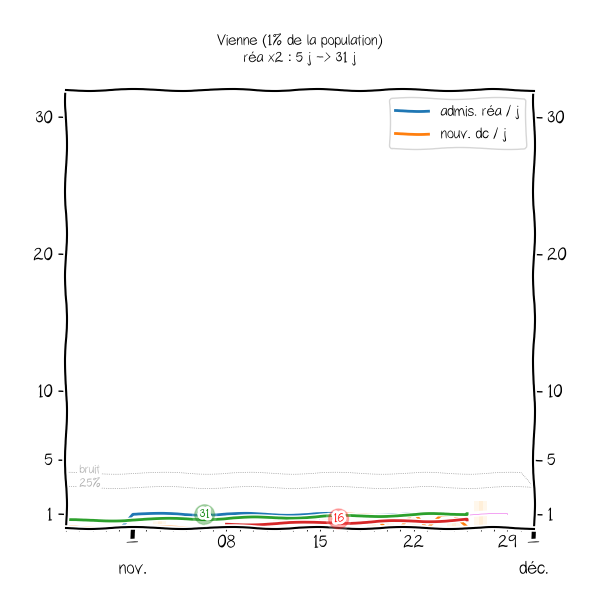 Vienne (1% de la population)
réa x2 : 5 j -> 31 j
admis. réa / j
nouv. dc / j
30
30
20
20
10
10
5
5
bruit
25%
1
31
16
1
08
15
22
29
nov.
déc.